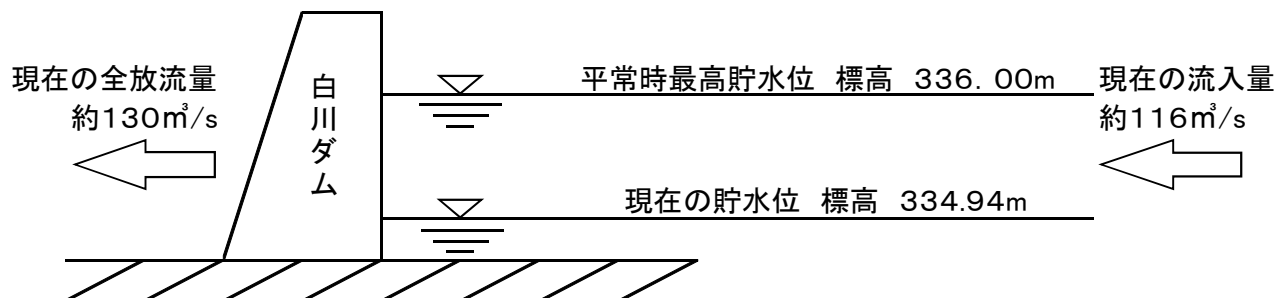 現在の全放流量
約130㎥/s
白川ダム
平常時最高貯水位 標高 336．00m
現在の流入量
約116㎥/s
現在の貯水位 標高 334.94m